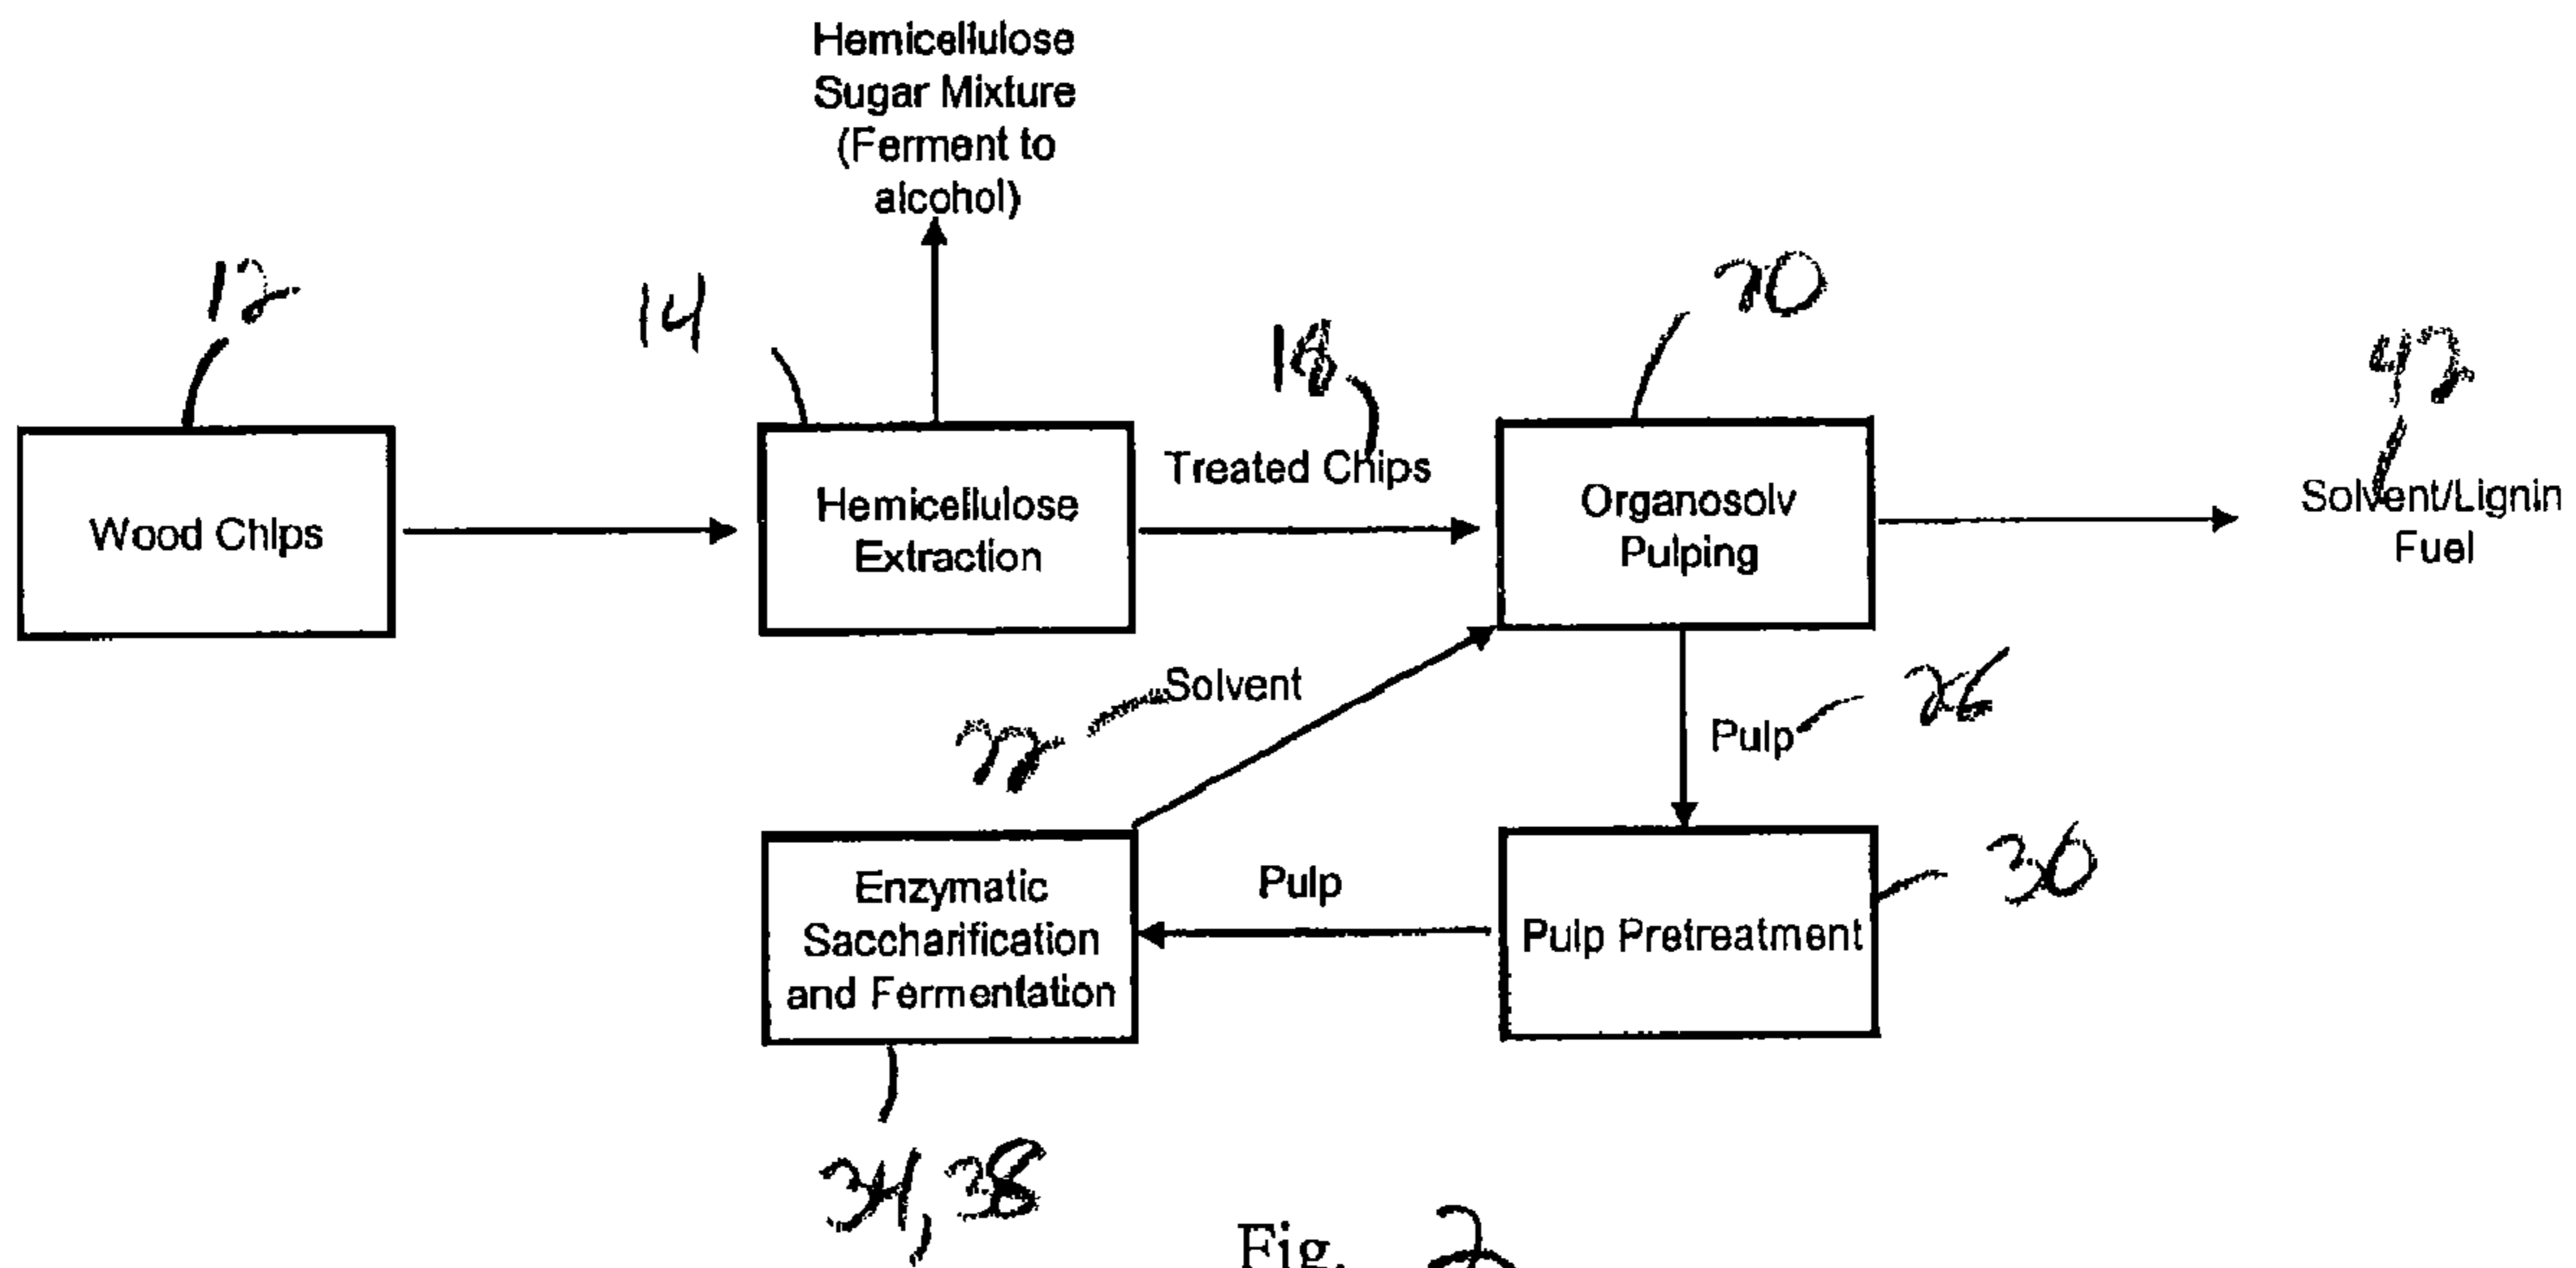 Hemicellulose
Sugar Mixture
(Ferment to
alcohol)
12
14
18
20
42
Wood Chips
Hemicellulose
Extraction
Treated Chips
Organosolv
Pulping
Solvent/Lignin
Fuel
22
Solvent
Pulp
26
Enzymatic
Saccharification
and Fermentation
Pulp
Pulp Pretreatment
30
34,38
Fig. 2